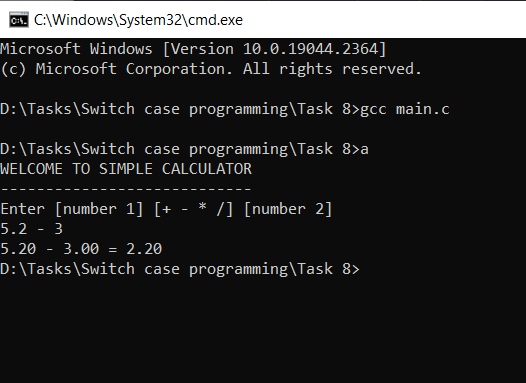 C:\Windows\System32\cmd.exe
Microsoft Windows [Version 10.0.19044.2364]
(c) Microsoft Corporation. All rights reserved.
D:\Tasks\Switch case programming\Task 8>gcc main.c
D:\Tasks\Switch case programming\Task 8>a
WELCOME TO SIMPLE CALCULATOR
----------------------------
Enter [number 1] [+ - * /] [number 2]
5.2 - 3
5.20 - 3.00 = 2.20
D:\Tasks\Switch case programming\Task 8>